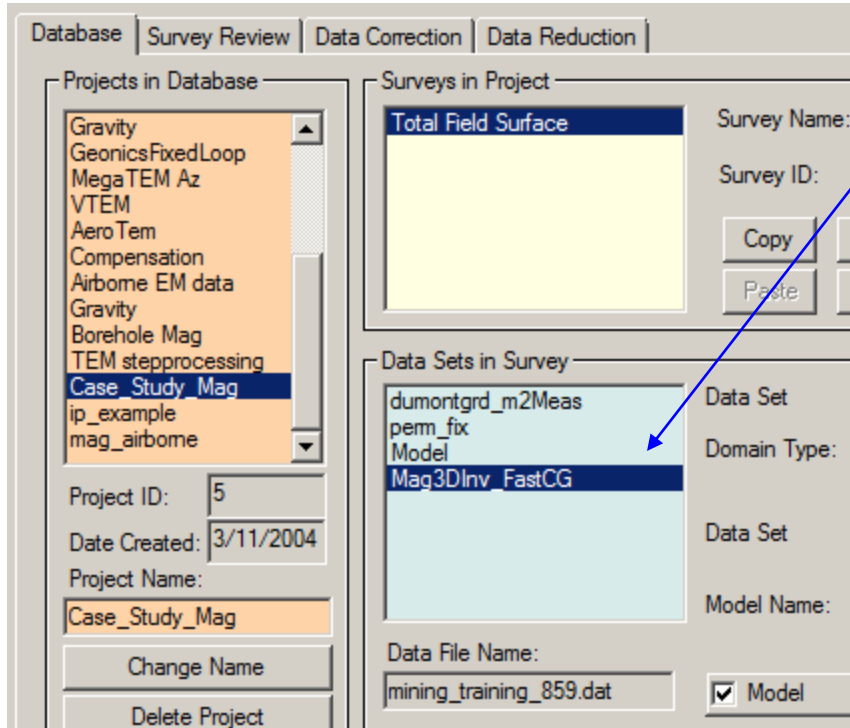 Database Survey Review Data Correction Data Reduction
Projects in Database
Gravity
GeonicsFixedLoop
MegaTEM Az
VTEM
AeroTem
Compensation
Airborne EM data
Gravity
Borehole Mag
TEM stepprocessing
Case_Study_Mag
ip_example
mag_airborne
Project ID: 5
Date Created: 3/11/2004
Project Name:
Case_Study_Mag
Change Name
Delete Project
Surveys in Project
Total Field Surface
Survey Name:
Survey ID:
Copy
Paste
Data Sets in Survey
dumontgrd_m2Meas
perm_fix
Model
Mag3DInv_FastCG
Data Set
Domain Type:
Data Set
Model Name:
Data File Name:
mining_training_859.dat
Model